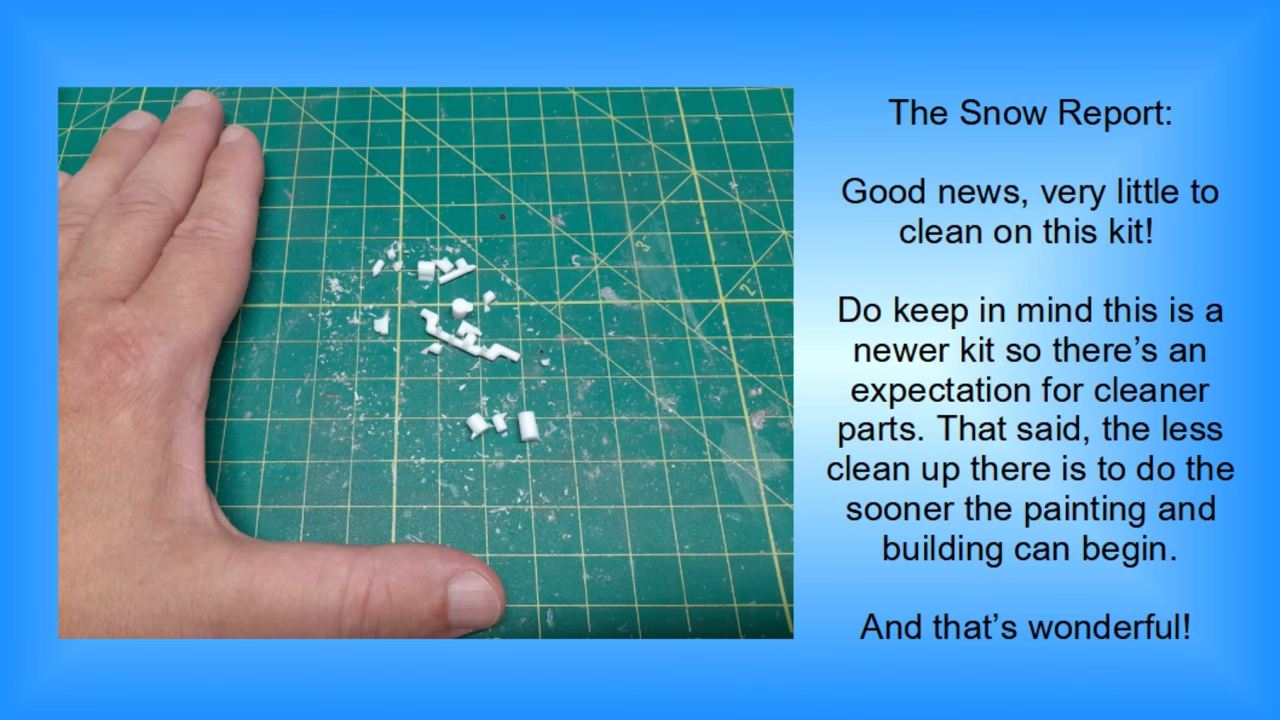 The Snow Report:
Good news, very little to
clean on this kit!
Do keep in mind this is a
newer kit so there’s an
expectation for cleaner
parts. That said, the less
clean up there is to do the
sooner the painting and
building can begin.
And that’s wonderful!
3
2